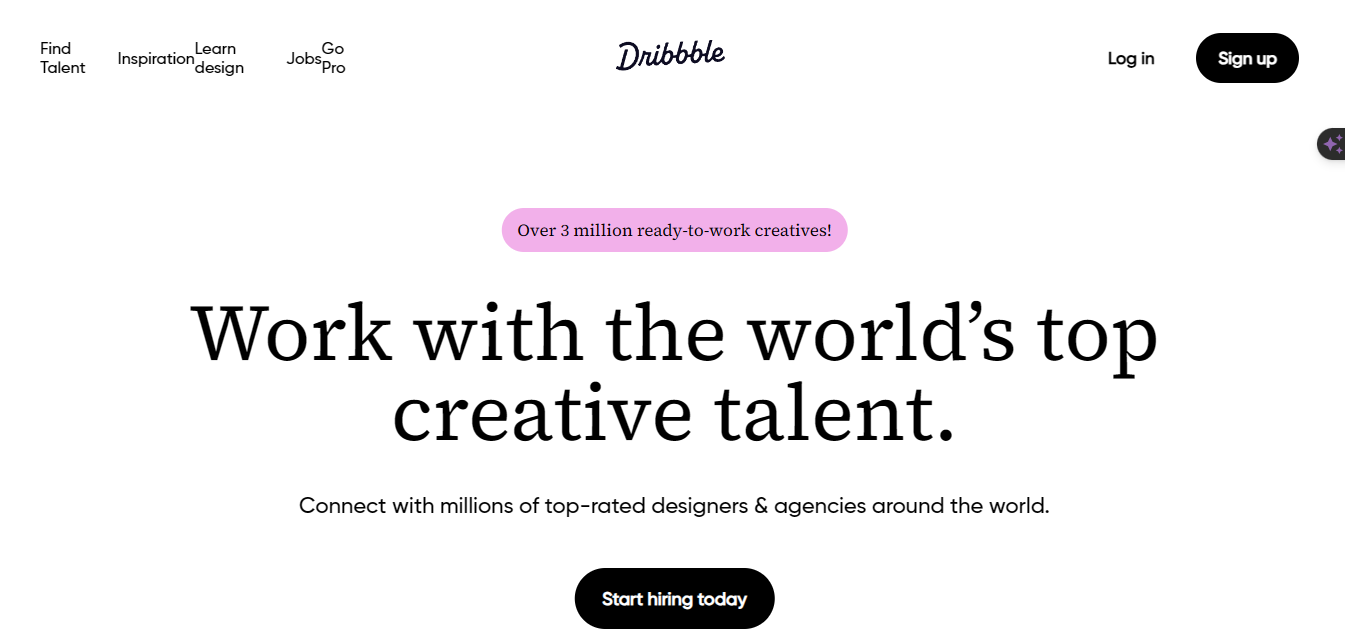 Find
Talent
Inspiration
Learn
design
Jobs
Go
Pro
Dribbble
Log in
Sign up
Over 3 million ready-to-work creatives!
Work with the world’s top
creative talent.
Connect with millions of top-rated designers & agencies around the world.
Start hiring today